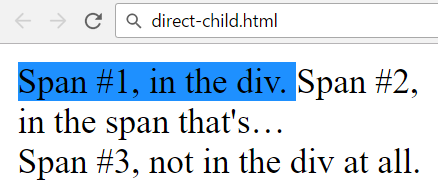 direct-child.html
Span #1, in the div. Span #2,
in the span that's…
Span #3, not in the div at all.